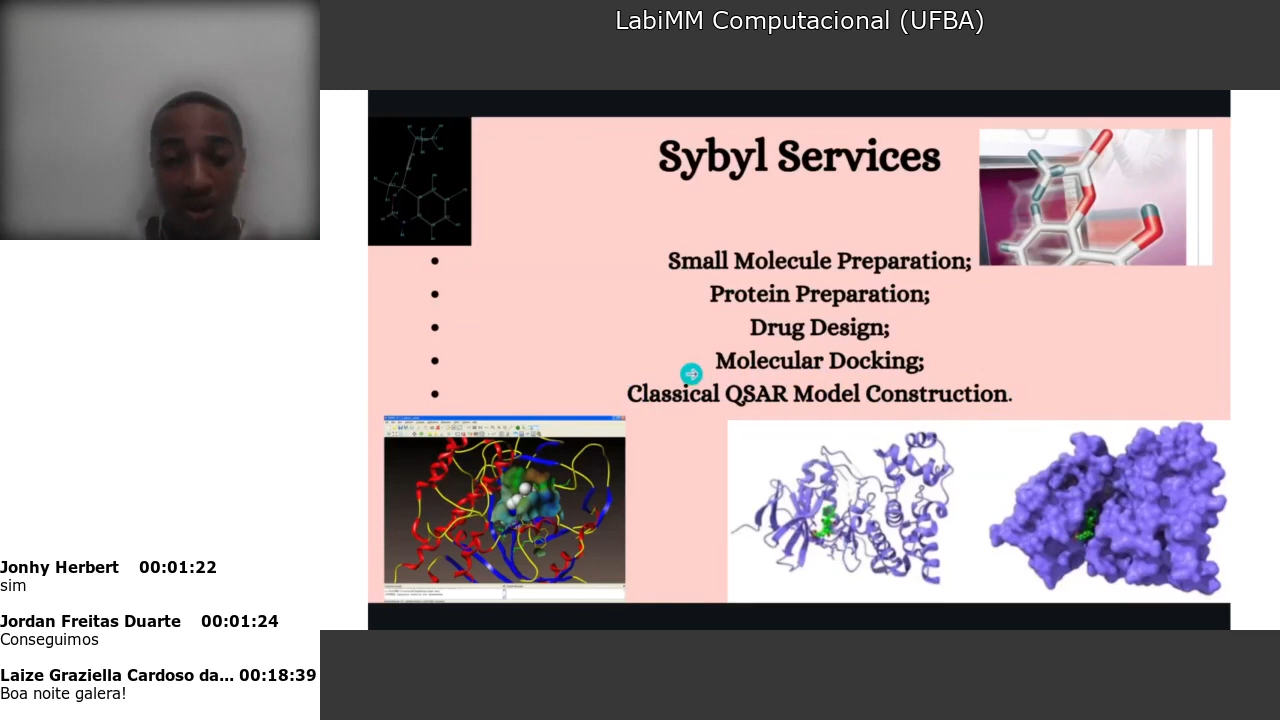 LabiMM Computacional (UFBA)
Sybyl Services
• Small Molecule Preparation;
• Protein Preparation;
• Drug Design;
• Molecular Docking;
• Classical QSAR Model Construction.
Jonhy Herbert 00:01:22
sim
Jordan Freitas Duarte 00:01:24
Conseguimos
Laize Graziella Cardoso da... 00:18:39
Boa noite galera!